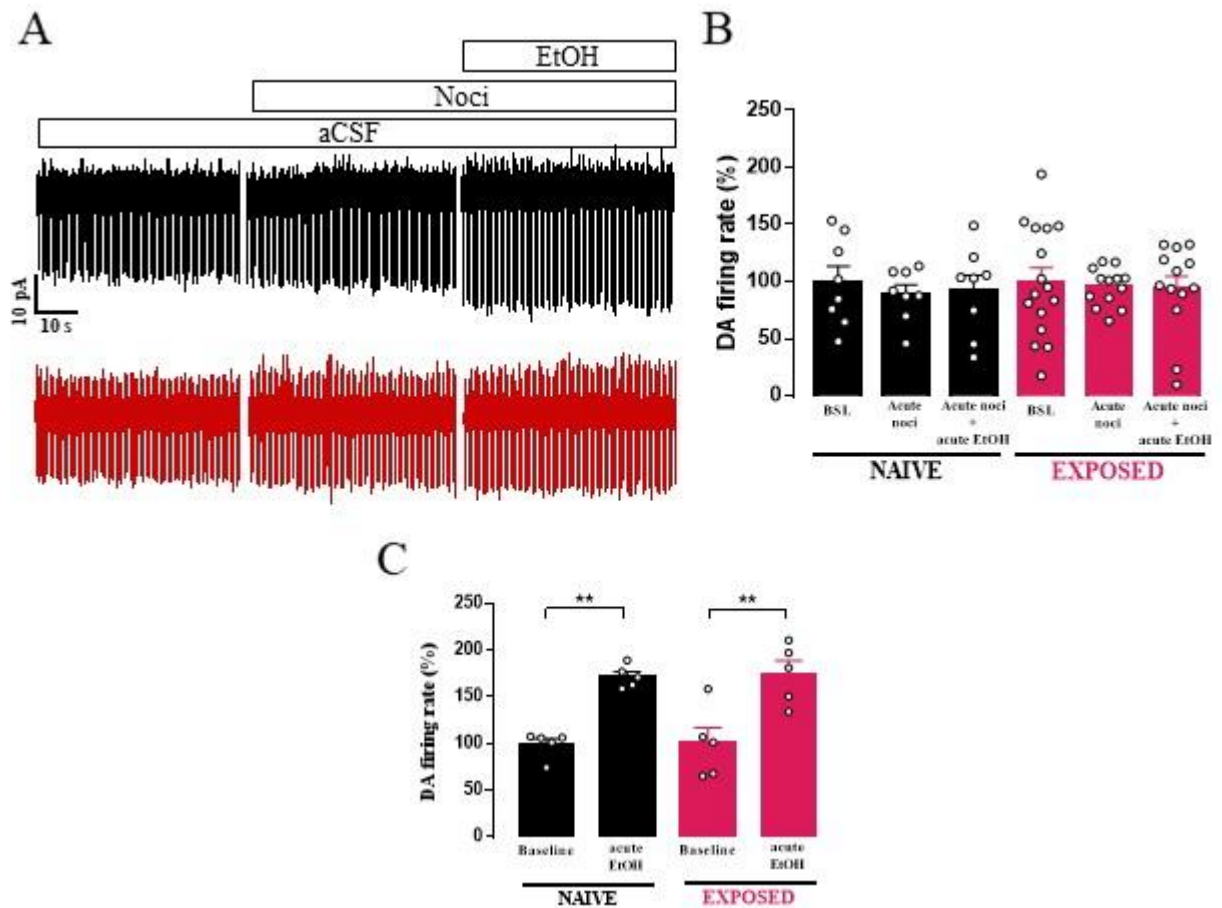 A
EtOH
Noci
aCSF
10 pA
10 s
B
DA firing rate (%)
250
200
150
100
50
0
BSL
Acute noci
Acute noci + acute EtOH
BSL
Acute noci
Acute noci + acute EtOH
NAIVE
EXPOSED
C
DA firing rate (%)
250
200
150
100
50
0
**
**
Baseline
acute EtOH
Baseline
acute EtOH
NAIVE
EXPOSED